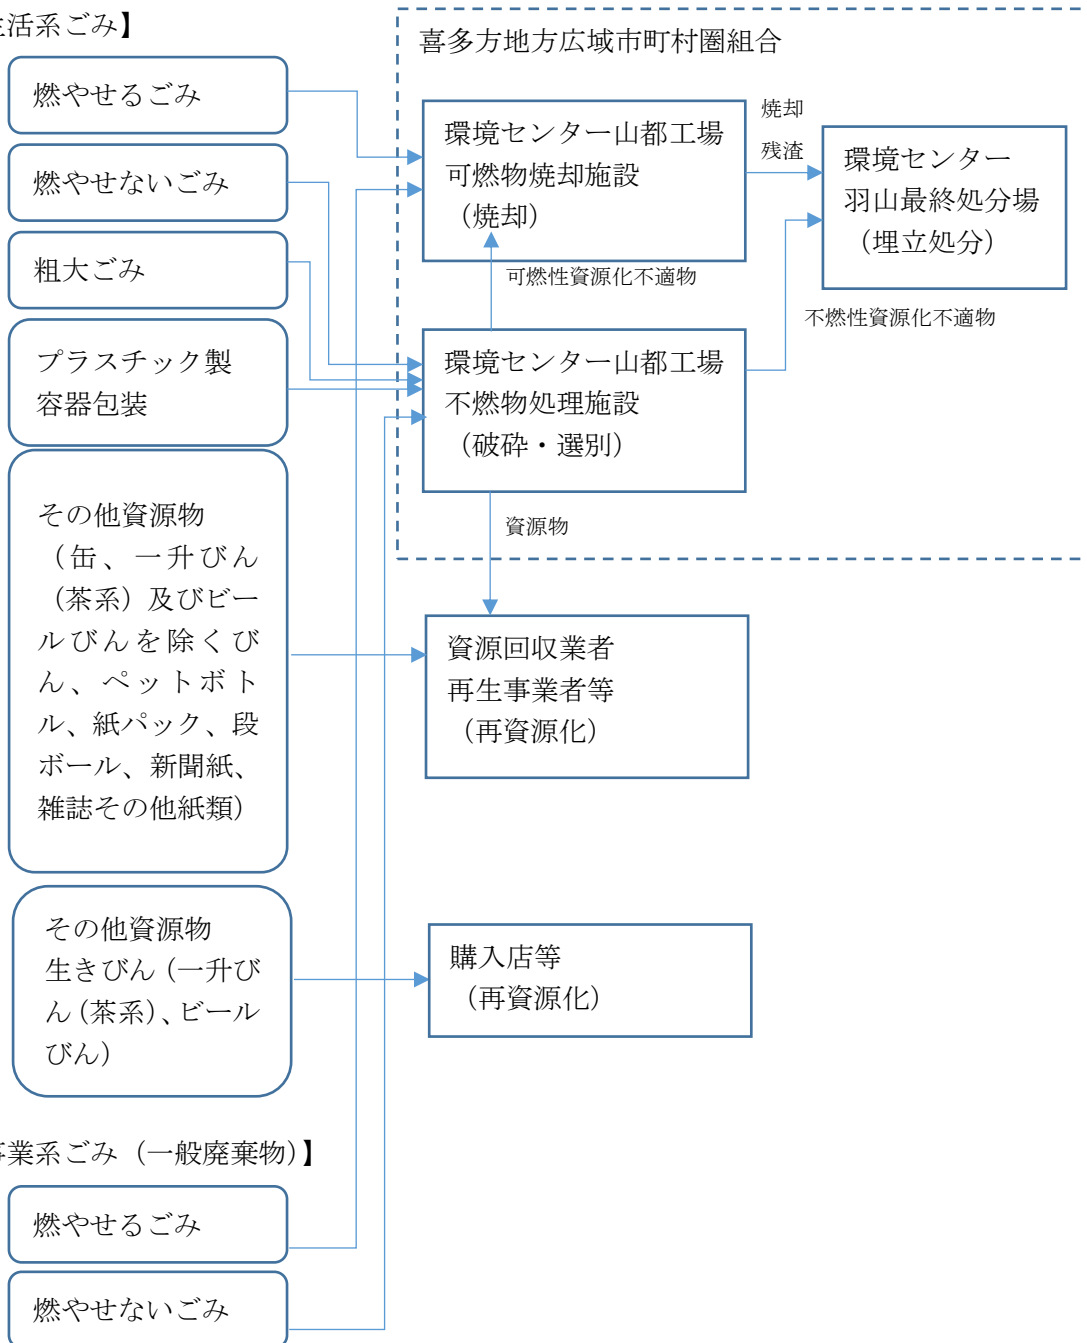 活系ごみ】
燃やせるごみ
燃やせないごみ
粗大ごみ
プラスチック製
容器包装
その他資源物
（缶、一升びん
（茶系）及びビー
ルびんを除くび
ん、ペットボト
ル、紙パック、段
ボール、新聞紙、
雑誌その他紙類）
その他資源物
生きびん（一升び
ん（茶系）、ビール
びん）
業系ごみ（一般廃棄物）】
燃やせるごみ
燃やせないごみ
喜多方地方広域市町村圏組合
環境センター山都工場
可燃物焼却施設
（焼却）
焼却
残渣
環境センター
羽山最終処分場
（埋立処分）
可燃性資源化不適物
不燃性資源化不適物
環境センター山都工場
不燃物処理施設
（破砕・選別）
資源物
資源回収業者
再生事業者等
（再資源化）
購入店等
（再資源化）